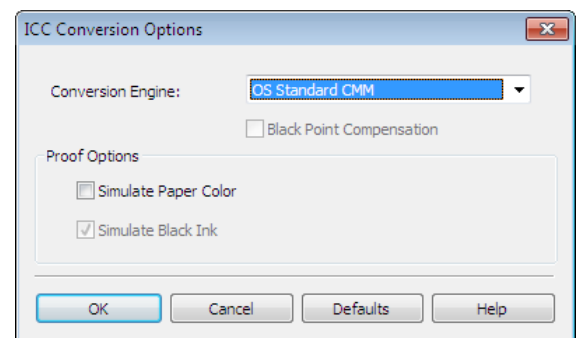 ICC Conversion Options
Conversion Engine: OS Standard CMM
Black Point Compensation
Proof Options
Simulate Paper Color
Simulate Black Ink
OK Cancel Defaults Help